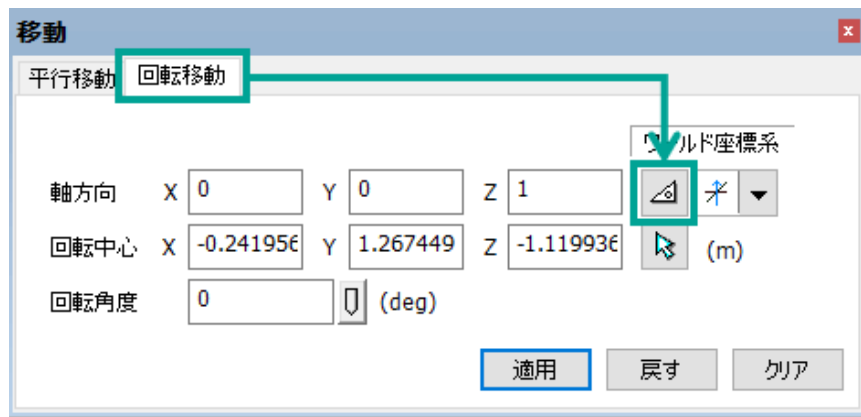 移動
平行移動 回転移動
ワールド座標系
軸方向 X 0 Y 0 Z 1
回転中心 X -0.241956 Y 1.267449 Z -1.119936 (m)
回転角度 0 (deg)
適用 戻す クリア